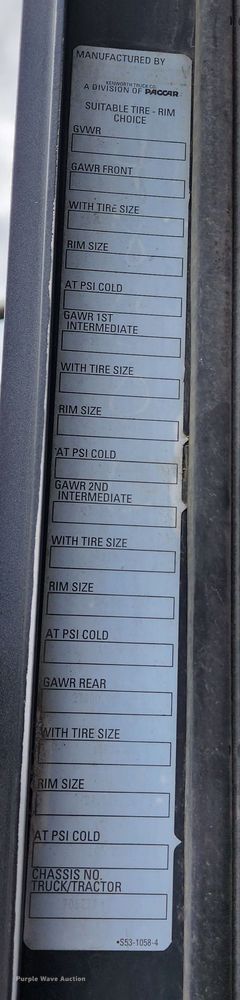 MANUFACTURED BY
KENWORTH TRUCK CO.
A DIVISION OF PACCAR
SUITABLE TIRE - RIM
CHOICE
GVWR
GAWR FRONT
WITH TIRE SIZE
RIM SIZE
AT PSI COLD
GAWR 1ST
INTERMEDIATE
WITH TIRE SIZE
RIM SIZE
AT PSI COLD
GAWR 2ND
INTERMEDIATE
WITH TIRE SIZE
RIM SIZE
AT PSI COLD
GAWR REAR
WITH TIRE SIZE
RIM SIZE
AT PSI COLD
CHASSIS NO.
TRUCK/TRACTOR
•S53-1058-4
Purple Wave Auction